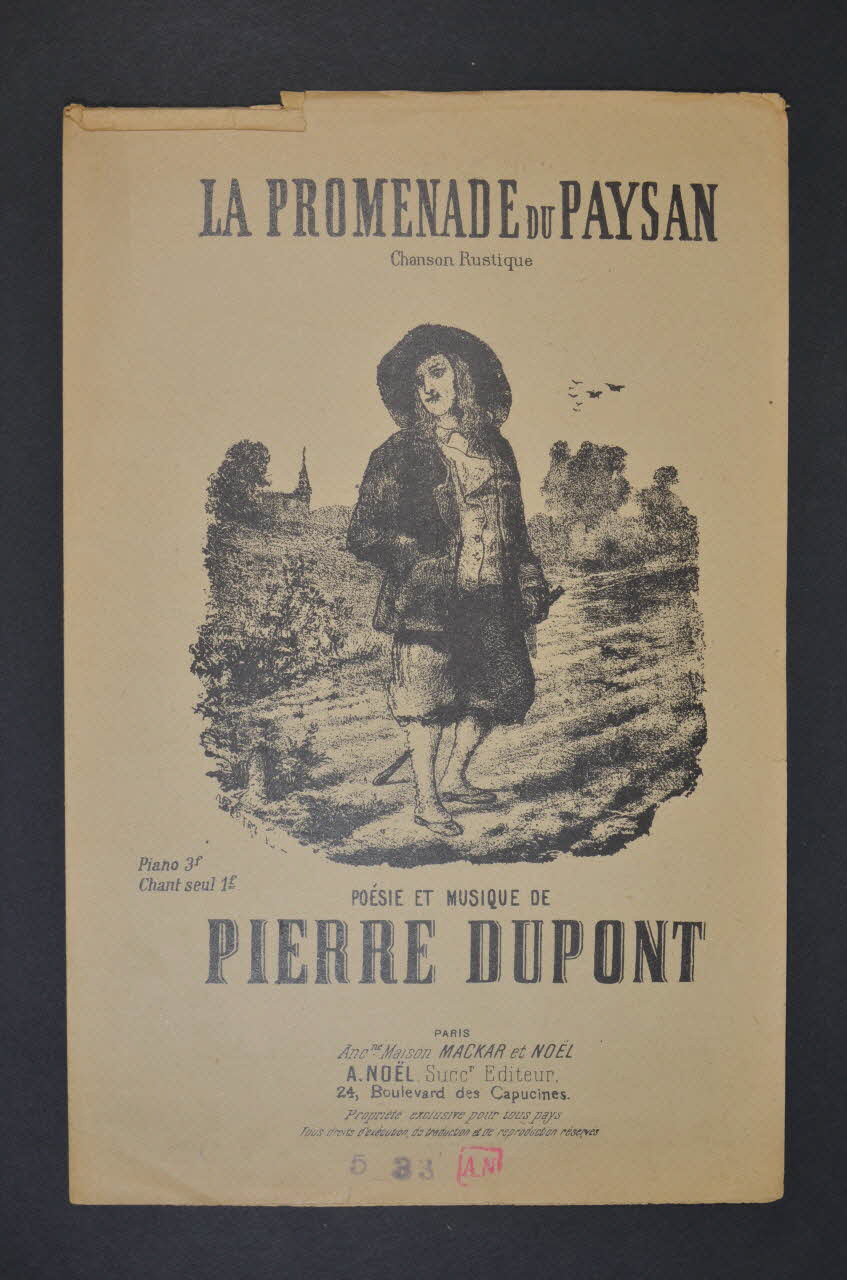 LA PROMENADE DU PAYSAN
Chanson Rustique
Piano 3f
Chant seul 1f
POÉSIE ET MUSIQUE DE
PIERRE DUPONT
PARIS
Ancne Maison MACKAR et NOËL
A. NOËL, Succr Editeur,
24, Boulevard des Capucines.
Propriété exclusive pour tous pays
Tous droits d'exécution, de traduction et de reproduction réservés
5 33 A.N